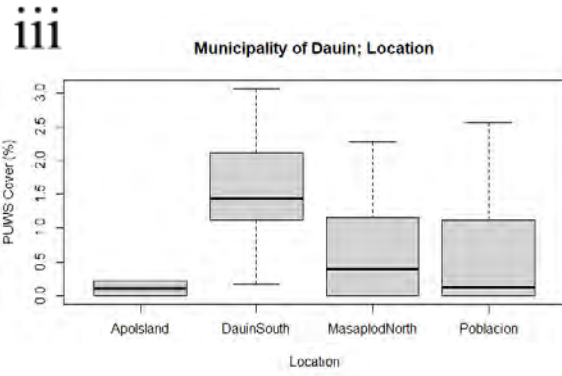 iii
Municipality of Dauin; Location
PUWS Cover (%)
3.0
2.5
2.0
1.5
1.0
0.5
0.0
ApoIsland DauinSouth MasaplodNorth Poblacion
Location